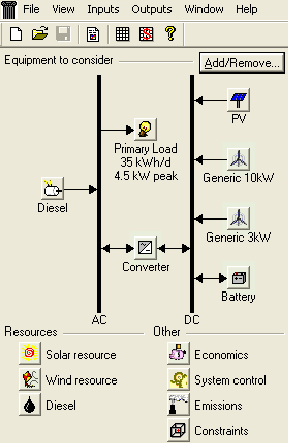 File View Inputs Outputs Window Help
Equipment to consider
Add/Remove...
Primary Load
35 kWh/d
4.5 kW peak
PV
Generic 10kW
Diesel
Generic 3kW
Converter
Battery
AC
DC
Resources
Other
Solar resource
Economics
Wind resource
System control
Diesel
Emissions
Constraints